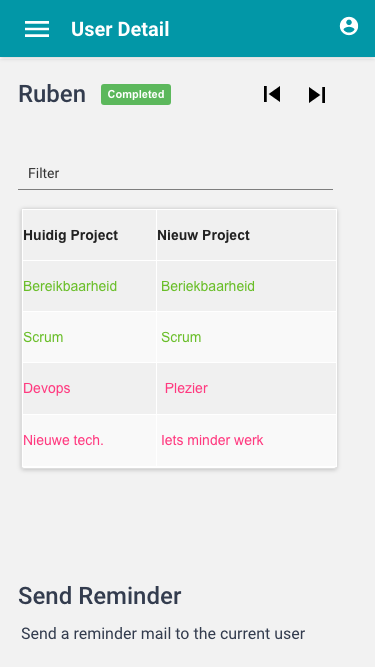 User Detail
Ruben Completed
Filter
Huidig Project Nieuw Project
Bereikbaarheid Beriekbaarheid
Scrum Scrum
Devops Plezier
Nieuwe tech. Iets minder werk
Send Reminder
Send a reminder mail to the current user